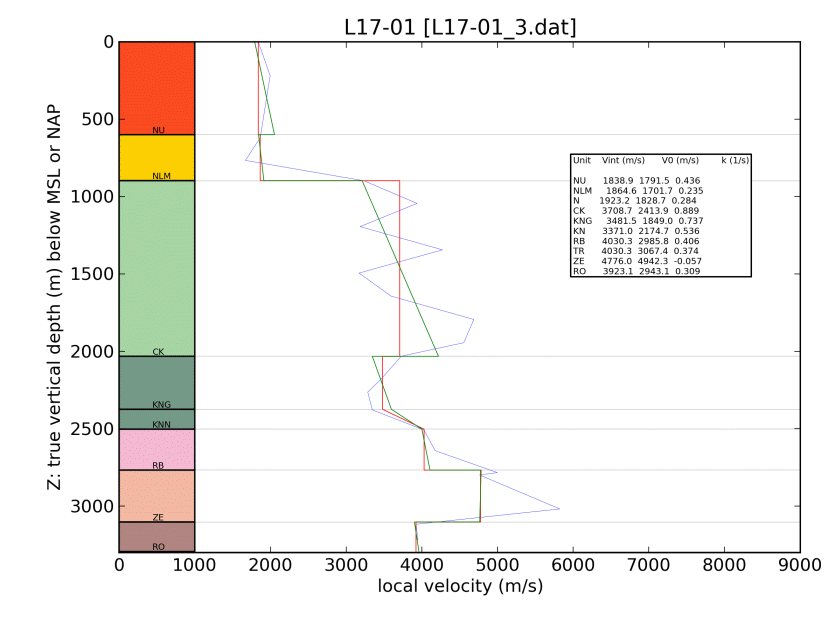 L17-01 [L17-01_3.dat]
Z: true vertical depth (m) below MSL or NAP
0
500
1000
1500
2000
2500
3000
NU
NLM
CK
KNG
KNN
RB
ZE
RO
Unit Vint (m/s) V0 (m/s) k (1/s)
NU 1838.9 1791.5 0.436
NLM 1864.6 1701.7 0.235
N 1923.2 1828.7 0.284
CK 3708.7 2413.9 0.889
KNG 3481.5 1849.0 0.737
KN 3371.0 2174.7 0.536
RB 4030.3 2985.8 0.406
TR 4030.3 3067.4 0.374
ZE 4776.0 4942.3 -0.057
RO 3923.1 2943.1 0.309
0 1000 2000 3000 4000 5000 6000 7000 8000 9000
local velocity (m/s)